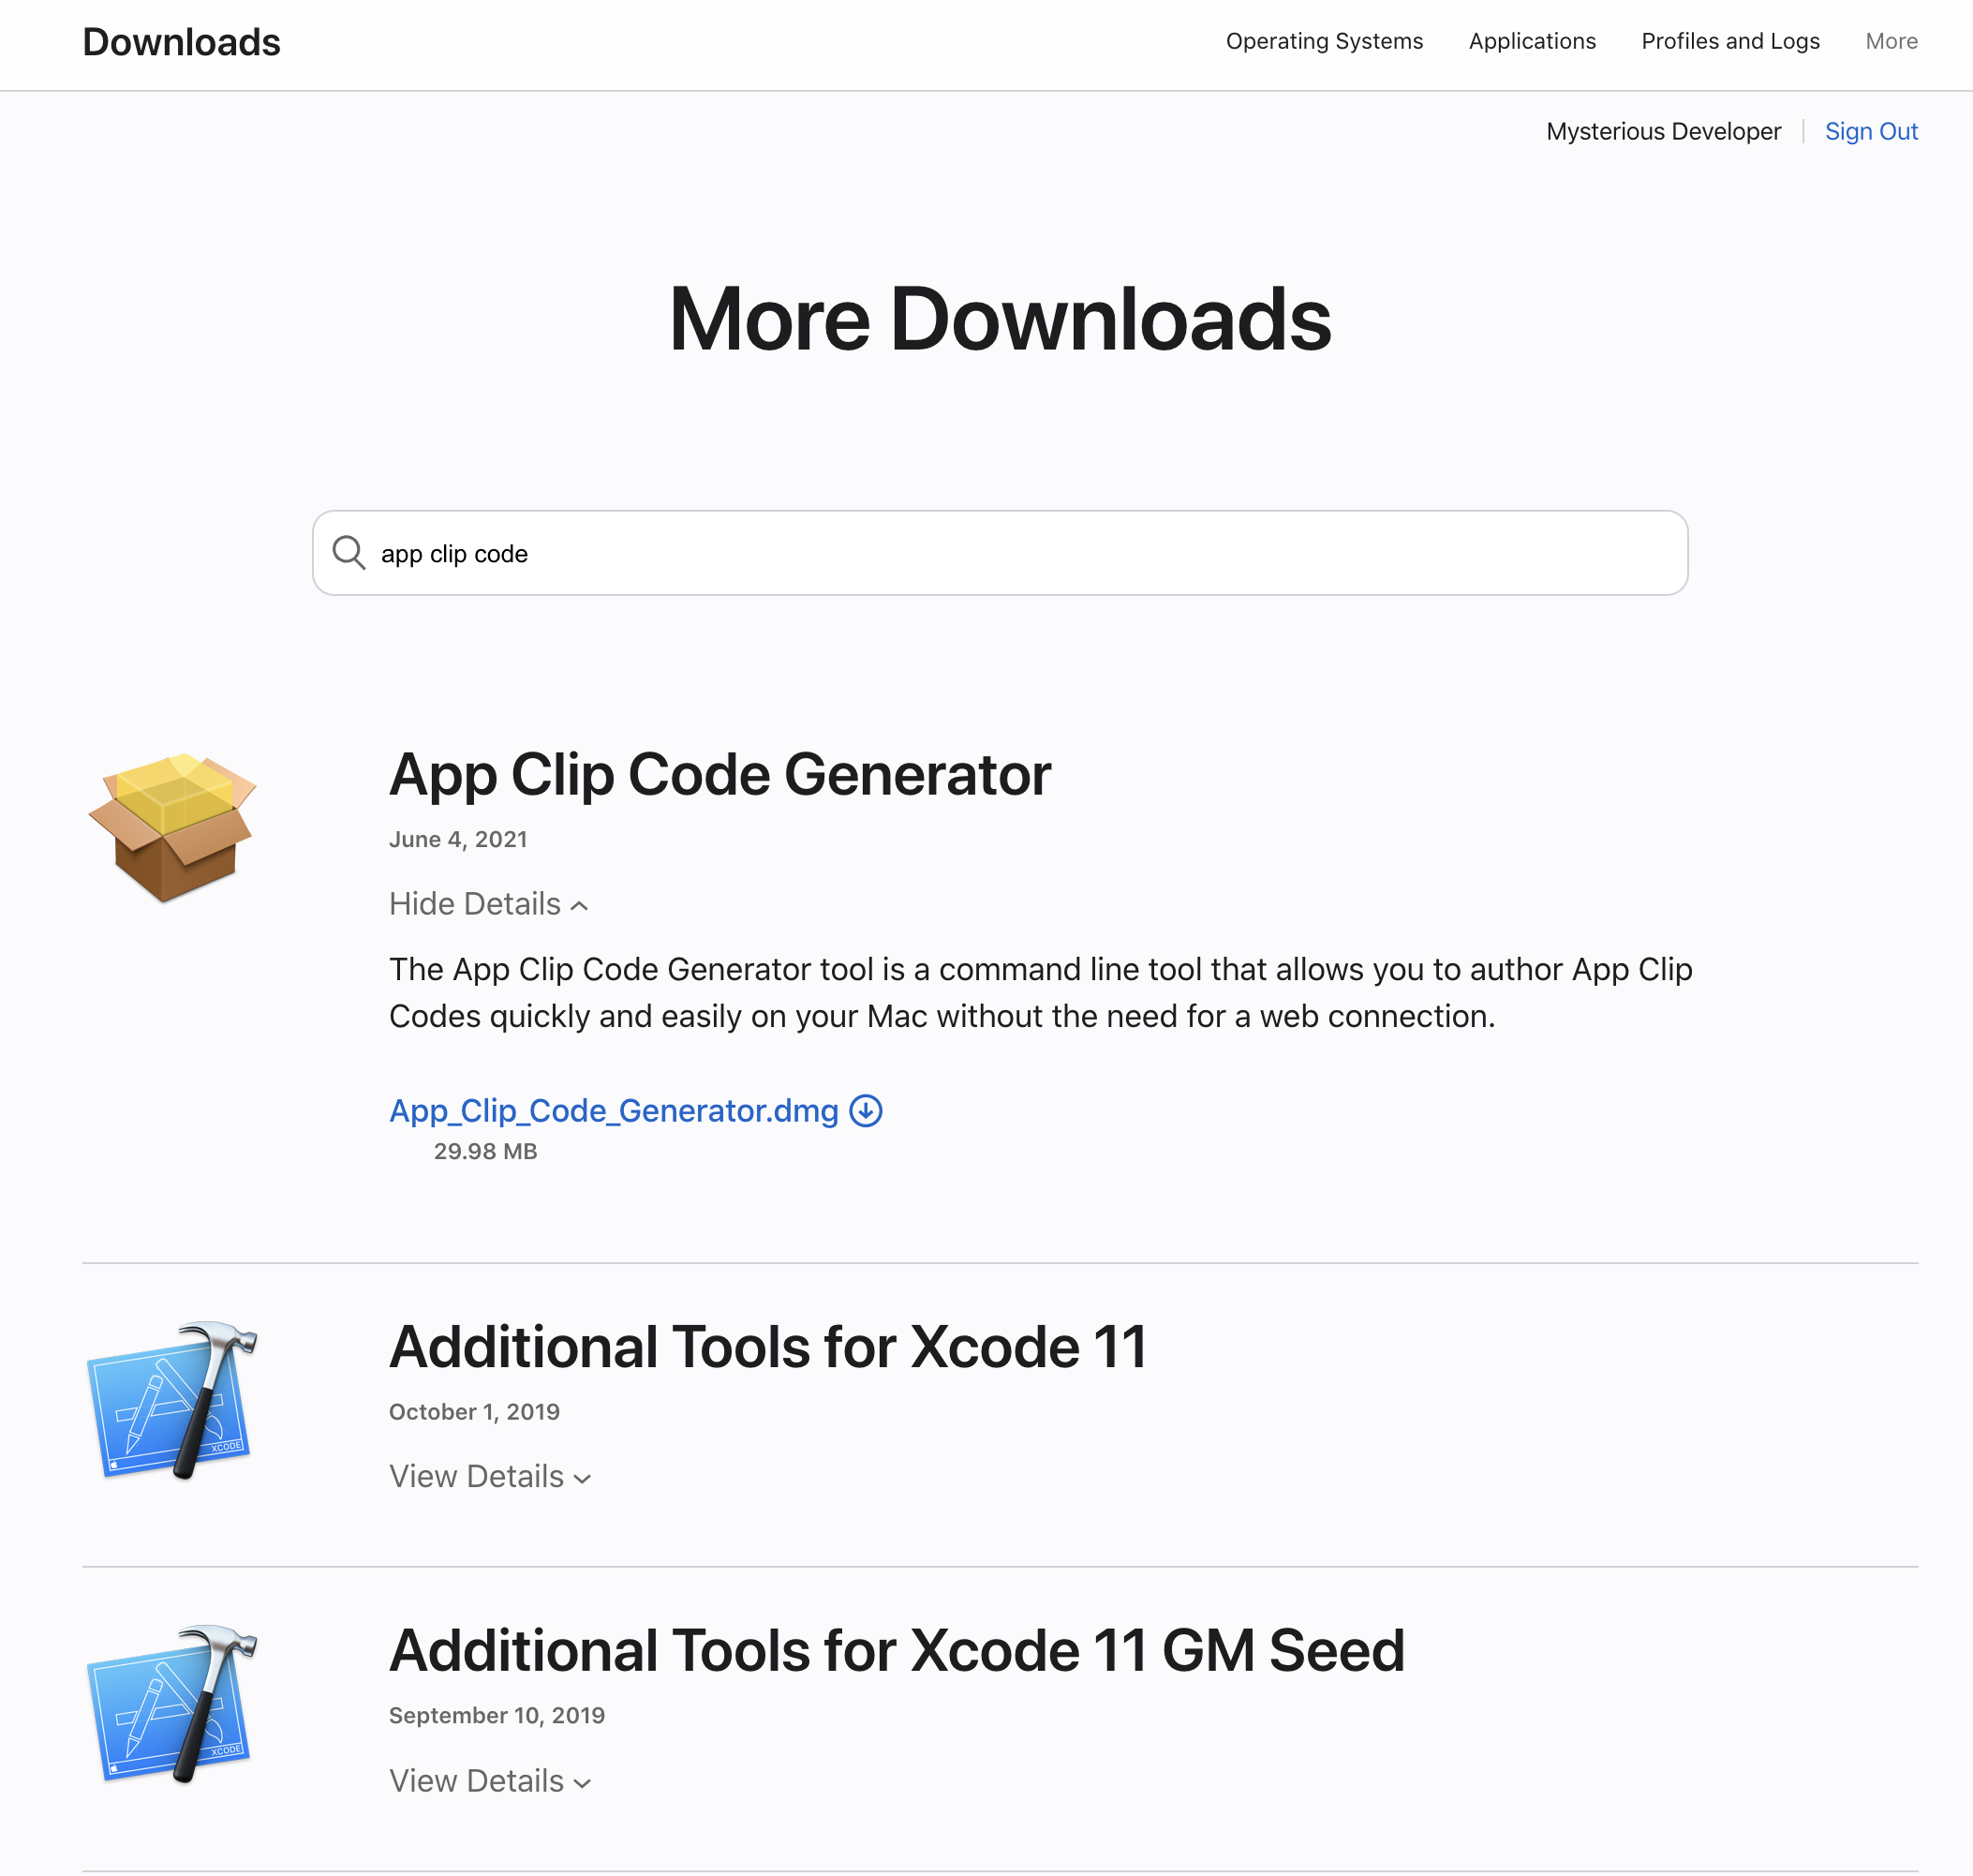 Downloads
Operating Systems Applications Profiles and Logs More
Mysterious Developer Sign Out
More Downloads
app clip code
App Clip Code Generator
June 4, 2021
Hide Details
The App Clip Code Generator tool is a command line tool that allows you to author App Clip
Codes quickly and easily on your Mac without the need for a web connection.
App_Clip_Code_Generator.dmg
29.98 MB
XCODE
Additional Tools for Xcode 11
October 1, 2019
View Details
XCODE
Additional Tools for Xcode 11 GM Seed
September 10, 2019
View Details